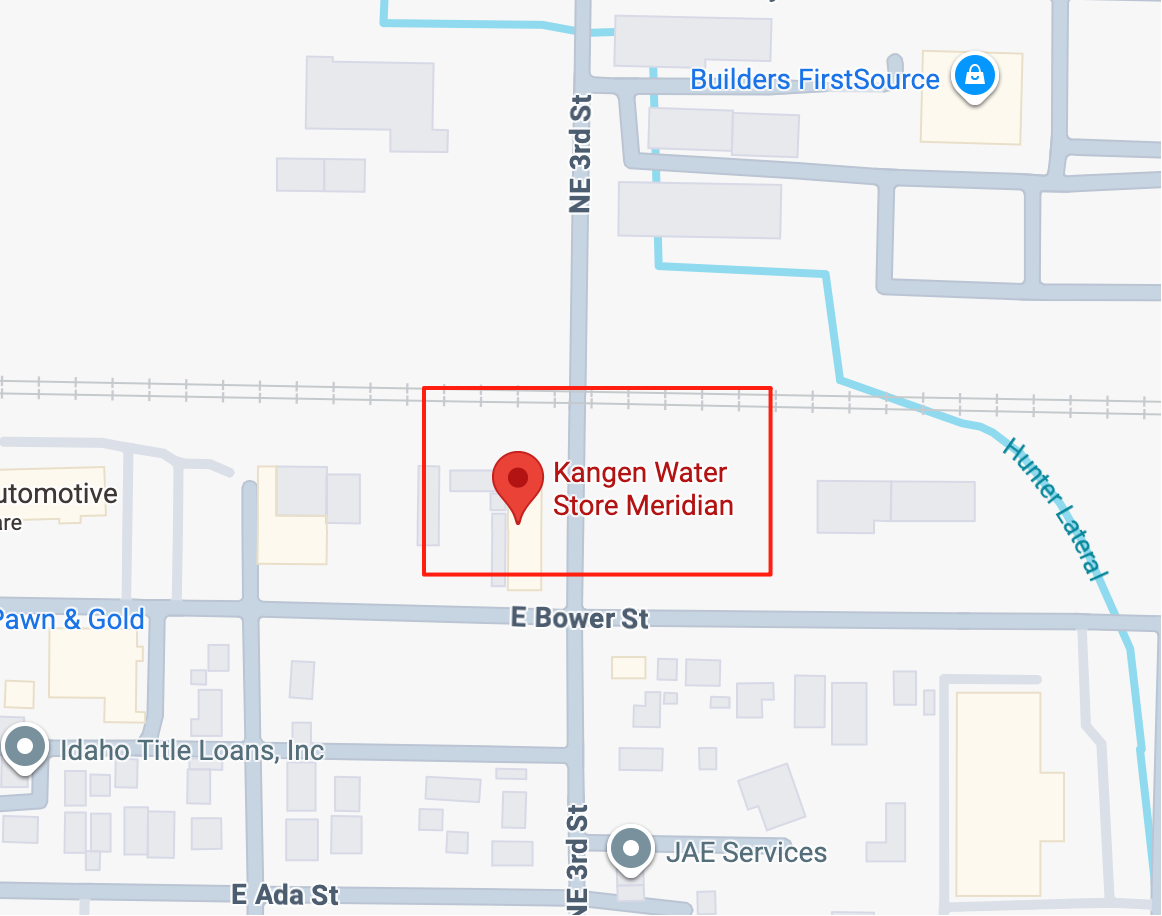 Builders FirstSource
NE 3rd St
Kangen Water
Store Meridian
utomotive
are
Hunter Lateral
Pawn & Gold
E Bower St
Idaho Title Loans, Inc
NE 3rd St
JAE Services
E Ada St